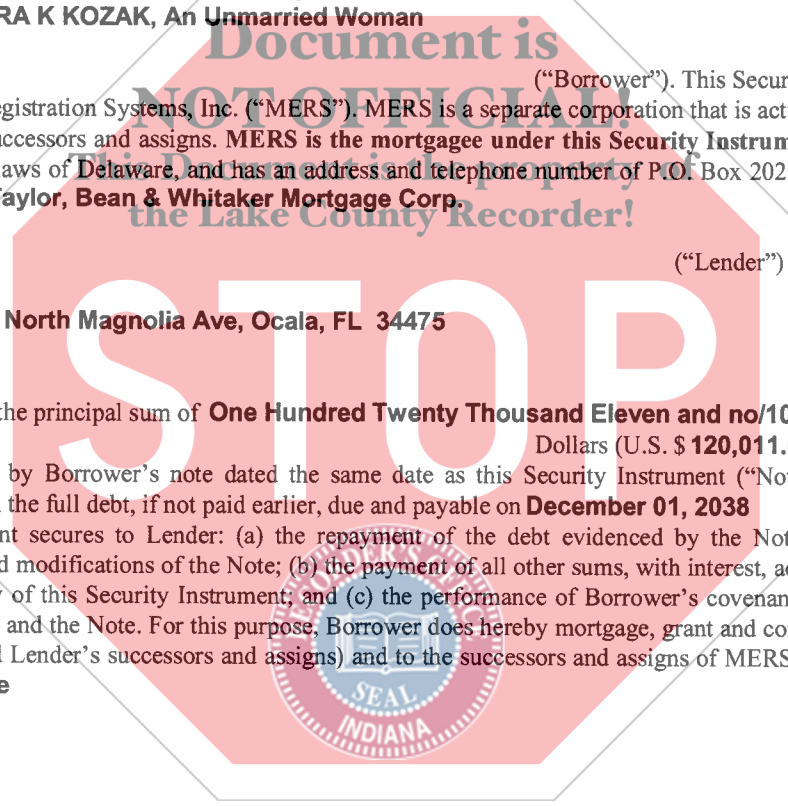 RA K KOZAK, An Unmarried Woman
Document is
("Borrower"). This Secur
NOT OFFICIAL!
egistration Systems, Inc. ("MERS"). MERS is a separate corporation that is act
uccessors and assigns. MERS is the mortgagee under this Security Instrum
This Document is the property of
laws of Delaware, and has an address and telephone number of P.O. Box 202
Taylor, Bean & Whitaker Mortgage Corp.
the Lake County Recorder!
("Lender")
STOP
North Magnolia Ave, Ocala, FL 34475
the principal sum of One Hundred Twenty Thousand Eleven and no/10
Dollars (U.S. $ 120,011.
by Borrower's note dated the same date as this Security Instrument ("No
the full debt, if not paid earlier, due and payable on December 01, 2038
nt secures to Lender: (a) the repayment of the debt evidenced by the Not
d modifications of the Note; (b) the payment of all other sums, with interest, a
y of this Security Instrument; and (c) the performance of Borrower's covenan
and the Note. For this purpose, Borrower does hereby mortgage, grant and co
l Lender's successors and assigns) and to the successors and assigns of MERS
e
SEAL
INDIANA